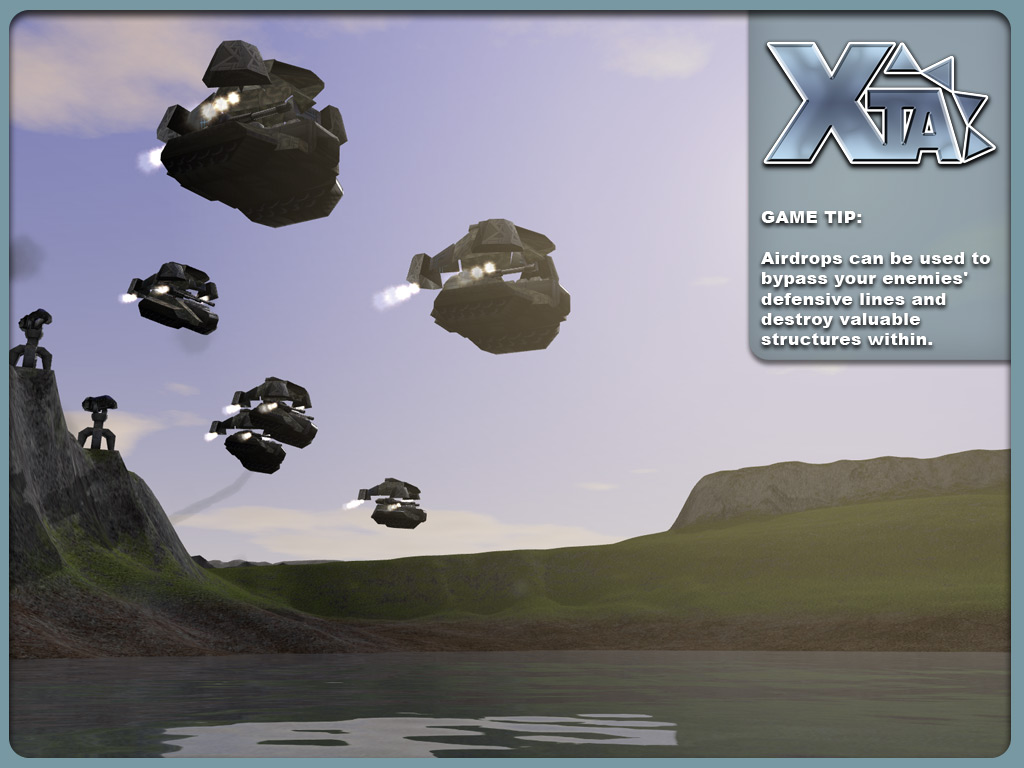 XTA
GAME TIP:
Airdrops can be used to
bypass your enemies'
defensive lines and
destroy valuable
structures within.